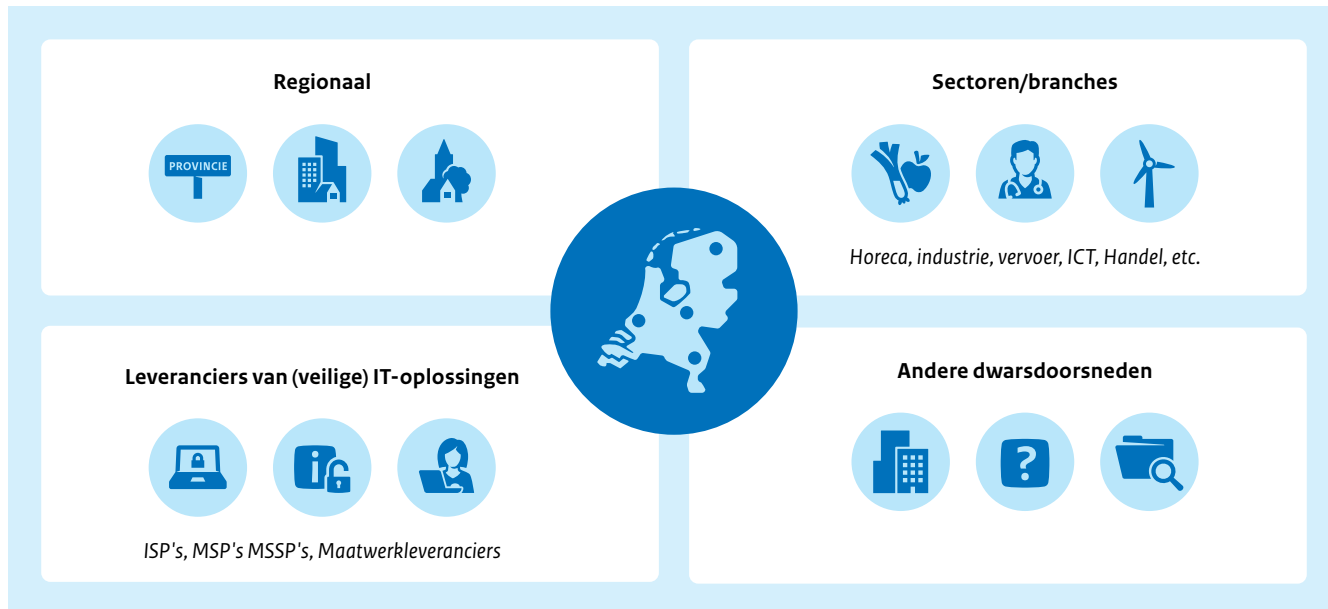 Regionaal
PROVINCIE
Sectoren/branches
Horeca, industrie, vervoer, ICT, Handel, etc.
Leveranciers van (veilige) IT-oplossingen
i
ISP's, MSP's MSSP's, Maatwerkleveranciers
Andere dwarsdoorsneden
?